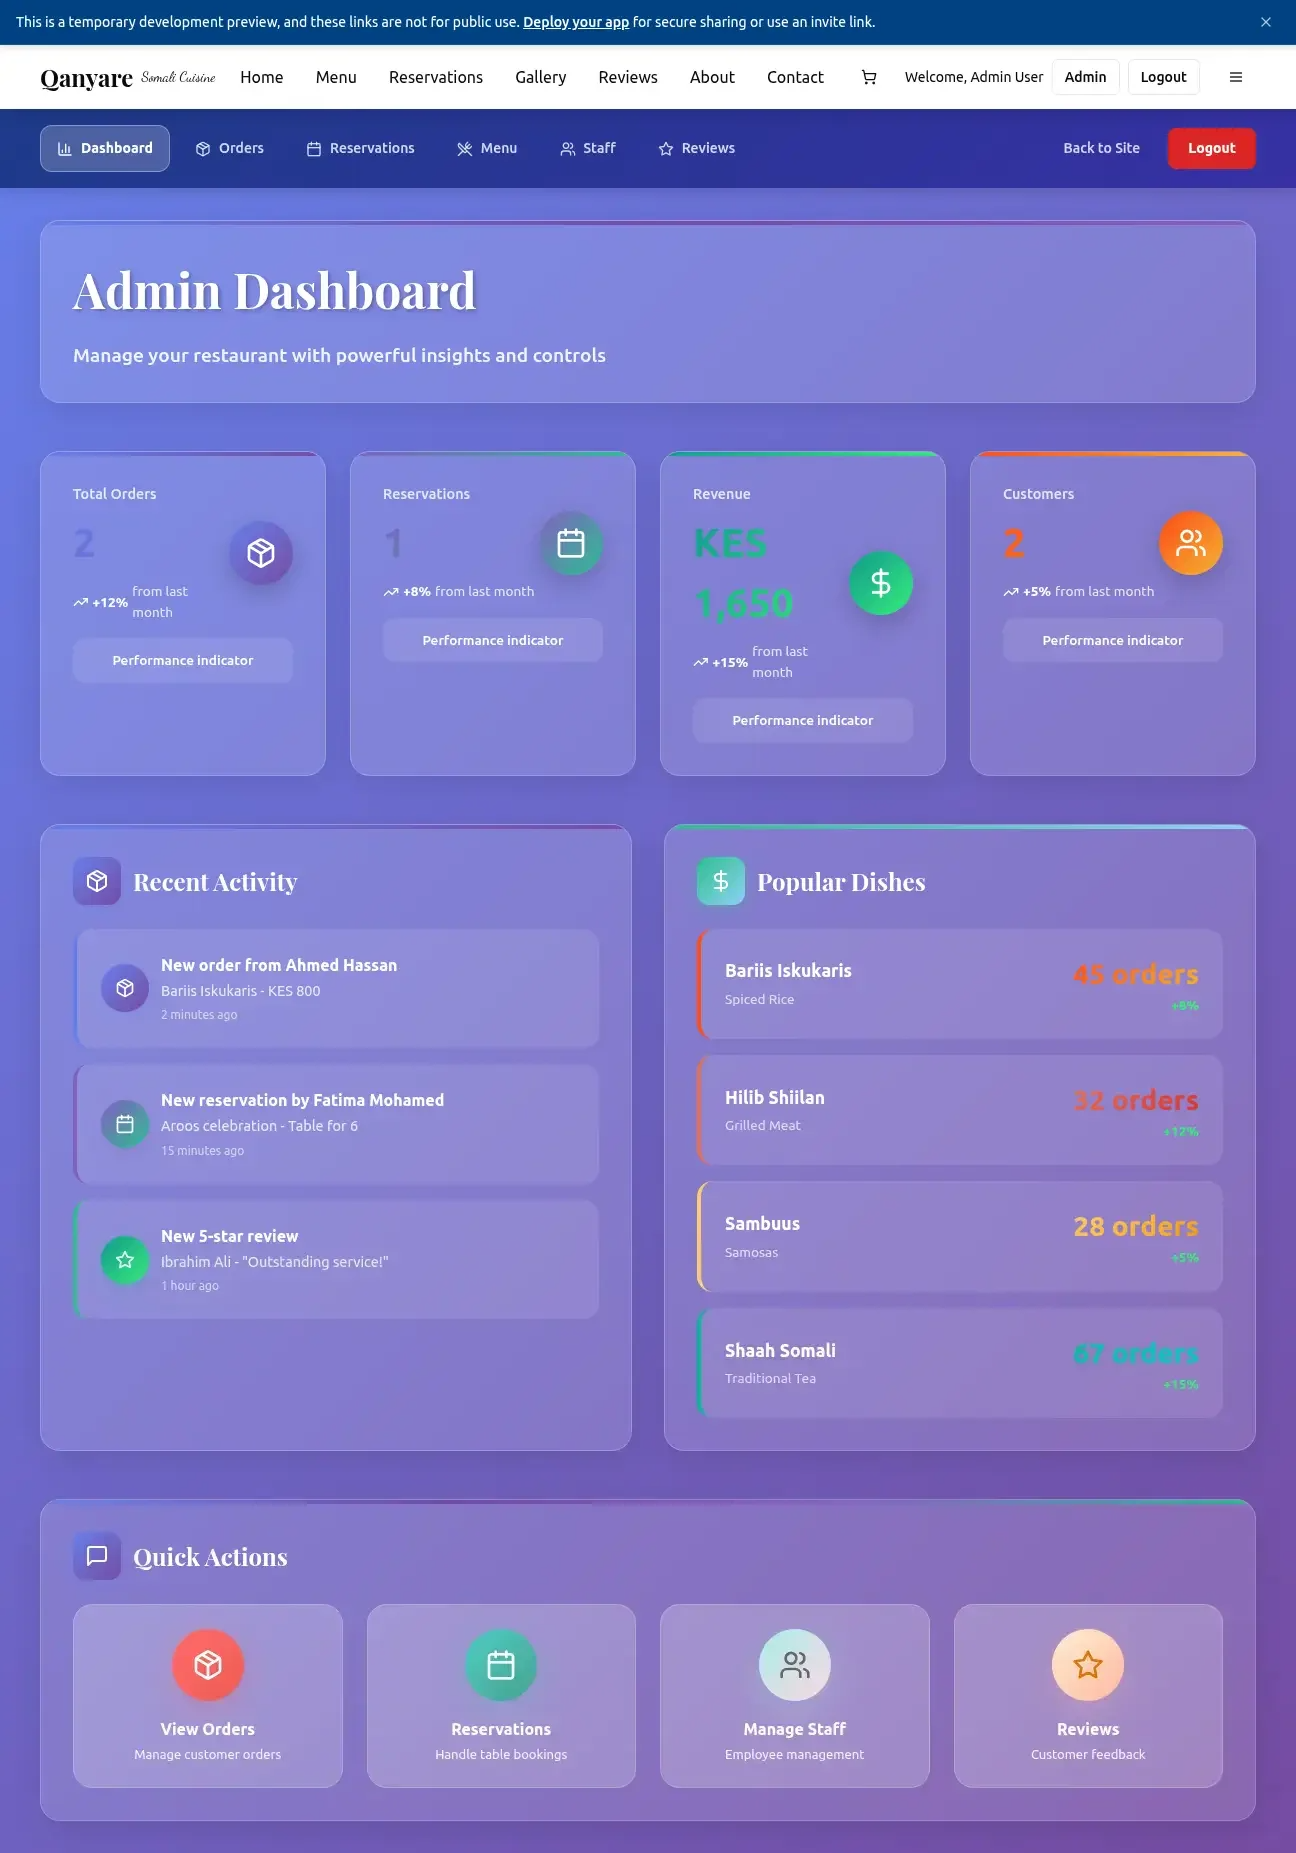 This is a temporary development preview, and these links are not for public use. Deploy your app for secure sharing or use an invite link.
Qanyare Somali Cuisine Home Menu Reservations Gallery Reviews About Contact Welcome, Admin User Admin Logout
Dashboard Orders Reservations Menu Staff Reviews Back to Site Logout
Admin Dashboard
Manage your restaurant with powerful insights and controls
Total Orders
2
+12% from last
month
Performance indicator
Reservations
1
+8% from last month
Performance indicator
Revenue
KES
1,650
+15% from last
month
Performance indicator
Customers
2
+5% from last month
Performance indicator
Recent Activity
New order from Ahmed Hassan
Bariis Iskukaris - KES 800
2 minutes ago
New reservation by Fatima Mohamed
Aroos celebration - Table for 6
15 minutes ago
New 5-star review
Ibrahim Ali - "Outstanding service!"
1 hour ago
Popular Dishes
Bariis Iskukaris
Spiced Rice
45 orders
+8%
Hilib Shiilan
Grilled Meat
32 orders
+12%
Sambuus
Samosas
28 orders
+5%
Shaah Somali
Traditional Tea
67 orders
+15%
Quick Actions
View Orders
Manage customer orders
Reservations
Handle table bookings
Manage Staff
Employee management
Reviews
Customer feedback